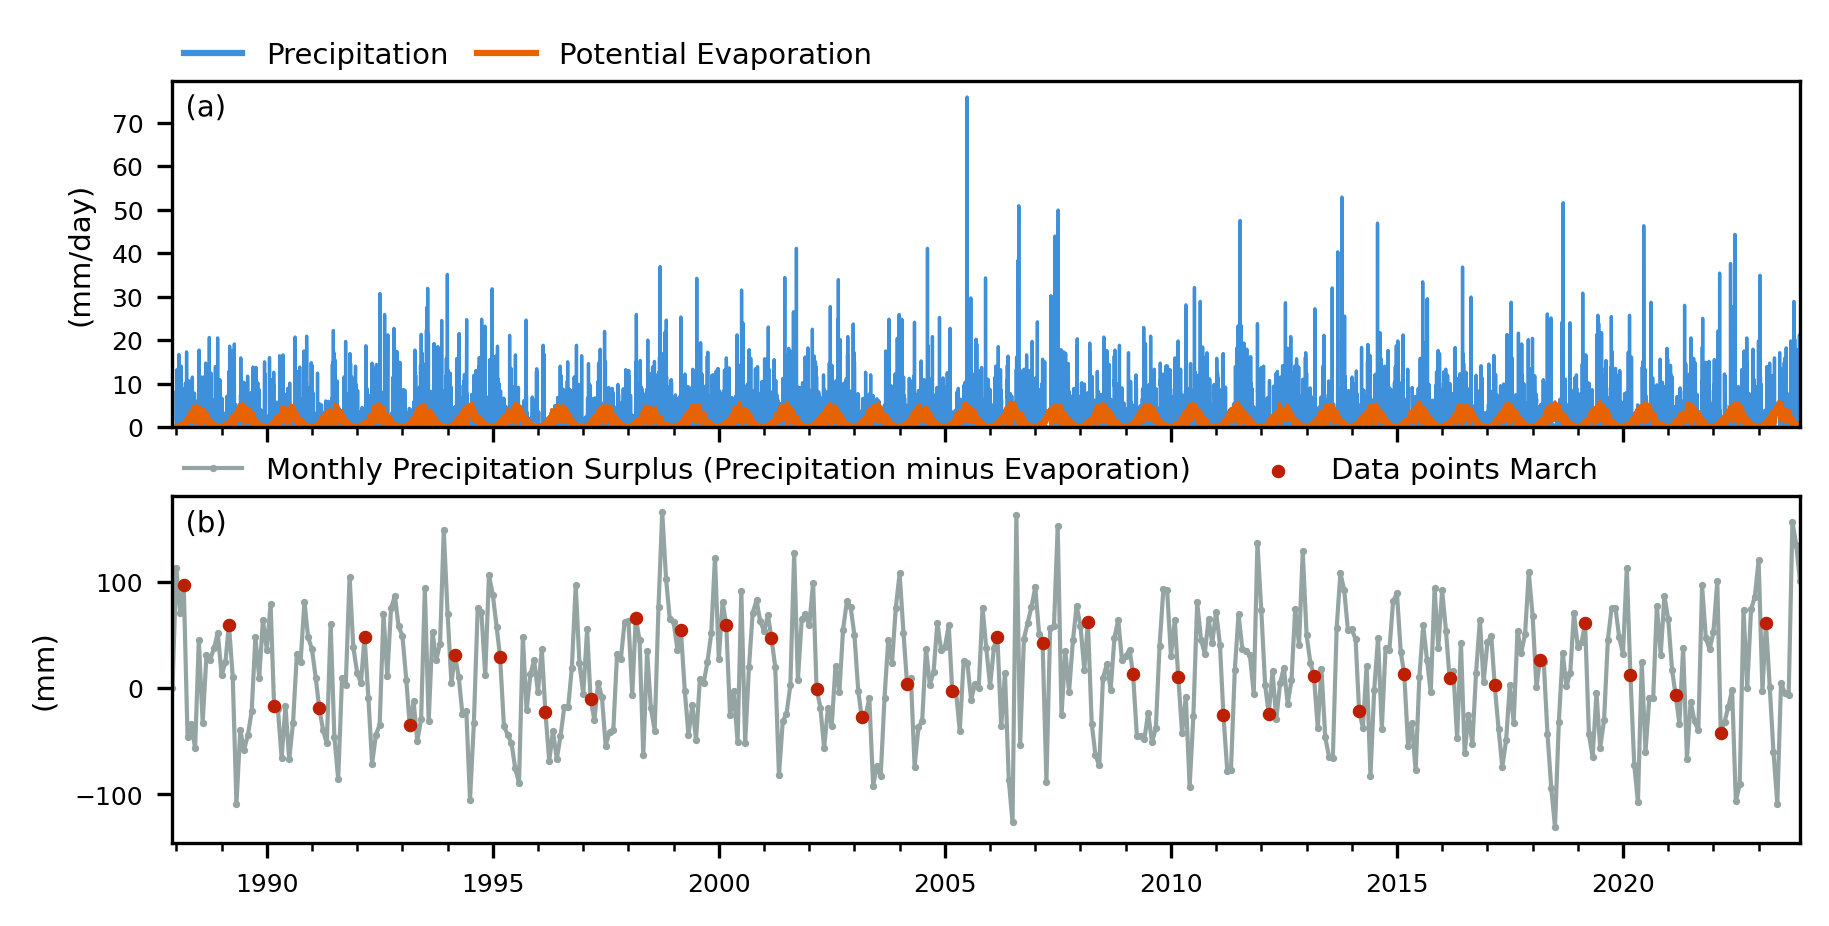 Precipitation Potential Evaporation
(a)
70
60
50
40
30
20
10
0
(mm/day)
Monthly Precipitation Surplus (Precipitation minus Evaporation) Data points March
(b)
100
0
−100
(mm)
1990 1995 2000 2005 2010 2015 2020